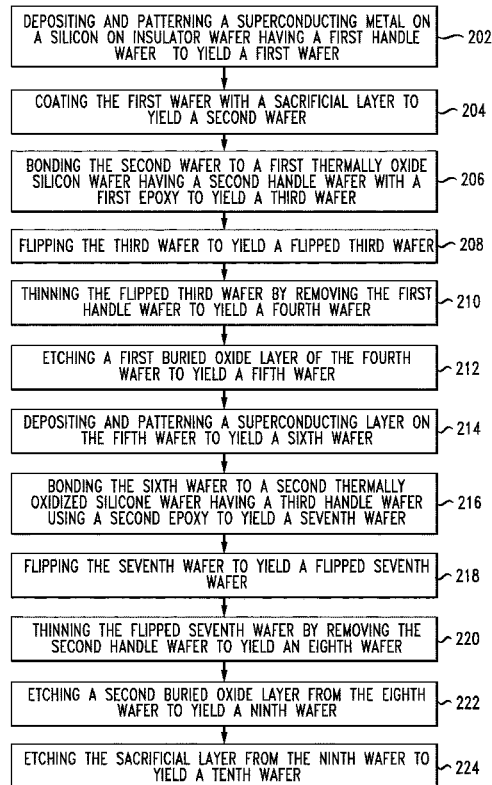 DEPOSITING AND PATTERNING A SUPERCONDUCTING METAL ON
A SILICON ON INSULATOR WAFER HAVING A FIRST HANDLE
WAFER TO YIELD A FIRST WAFER
202
COATING THE FIRST WAFER WITH A SACRIFICIAL LAYER TO
YIELD A SECOND WAFER
204
BONDING THE SECOND WAFER TO A FIRST THERMALLY OXIDE
SILICON WAFER HAVING A SECOND HANDLE WAFER WITH A
FIRST EPOXY TO YIELD A THIRD WAFER
206
FLIPPING THE THIRD WAFER TO YIELD A FLIPPED THIRD WAFER
208
THINNING THE FLIPPED THIRD WAFER BY REMOVING THE FIRST
HANDLE WAFER TO YIELD A FOURTH WAFER
210
ETCHING A FIRST BURIED OXIDE LAYER OF THE FOURTH
WAFER TO YIELD A FIFTH WAFER
212
DEPOSITING AND PATTERNING A SUPERCONDUCTING LAYER ON
THE FIFTH WAFER TO YIELD A SIXTH WAFER
214
BONDING THE SIXTH WAFER TO A SECOND THERMALLY
OXIDIZED SILICONE WAFER HAVING A THIRD HANDLE WAFER
USING A SECOND EPOXY TO YIELD A SEVENTH WAFER
216
FLIPPING THE SEVENTH WAFER TO YIELD A FLIPPED SEVENTH
WAFER
218
THINNING THE FLIPPED SEVENTH WAFER BY REMOVING THE
SECOND HANDLE WAFER TO YIELD AN EIGHTH WAFER
220
ETCHING A SECOND BURIED OXIDE LAYER FROM THE EIGHTH
WAFER TO YIELD A NINTH WAFER
222
ETCHING THE SACRIFICIAL LAYER FROM THE NINTH WAFER TO
YIELD A TENTH WAFER
224